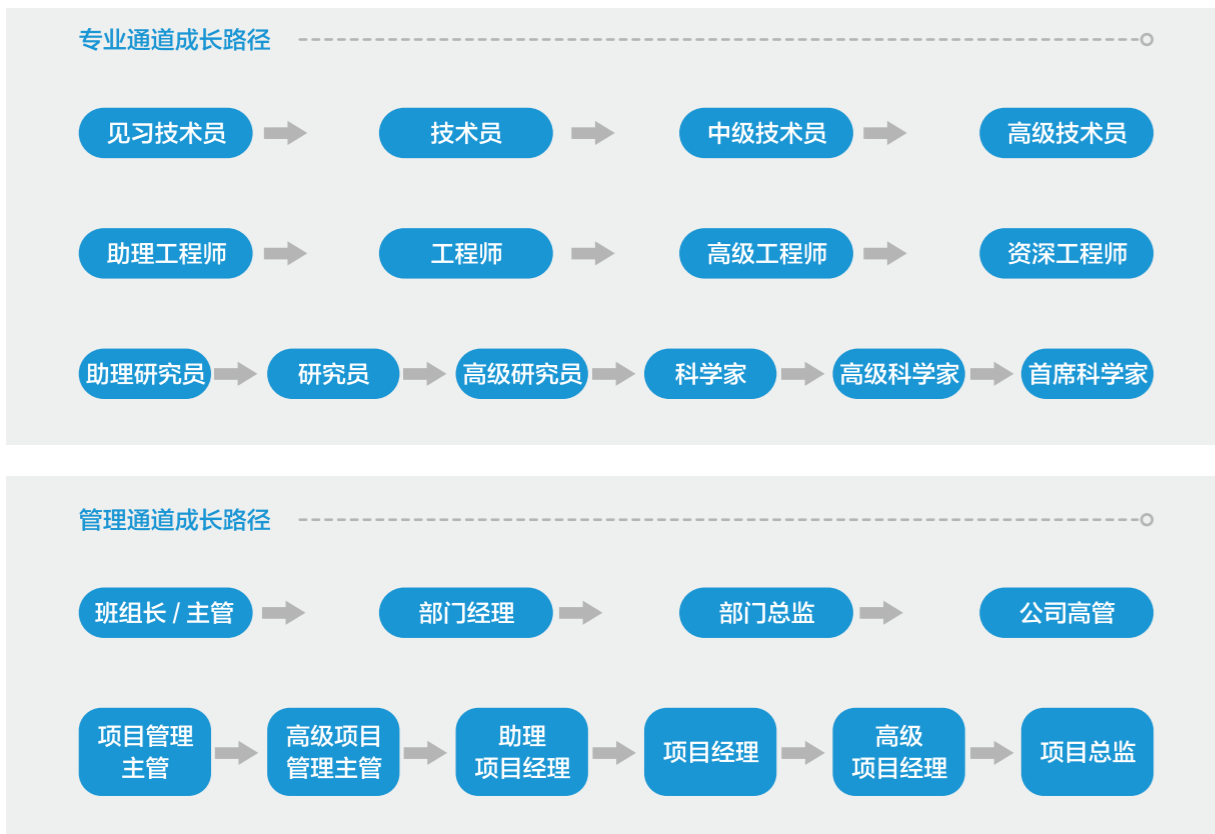 专业通道成长路径
见习技术员 技术员 中级技术员 高级技术员
助理工程师 工程师 高级工程师 资深工程师
助理研究员 研究员 高级研究员 科学家 高级科学家 首席科学家
管理通道成长路径
班组长 / 主管 部门经理 部门总监 公司高管
项目管理
主管
高级项目
管理主管
助理
项目经理
项目经理
高级
项目经理
项目总监